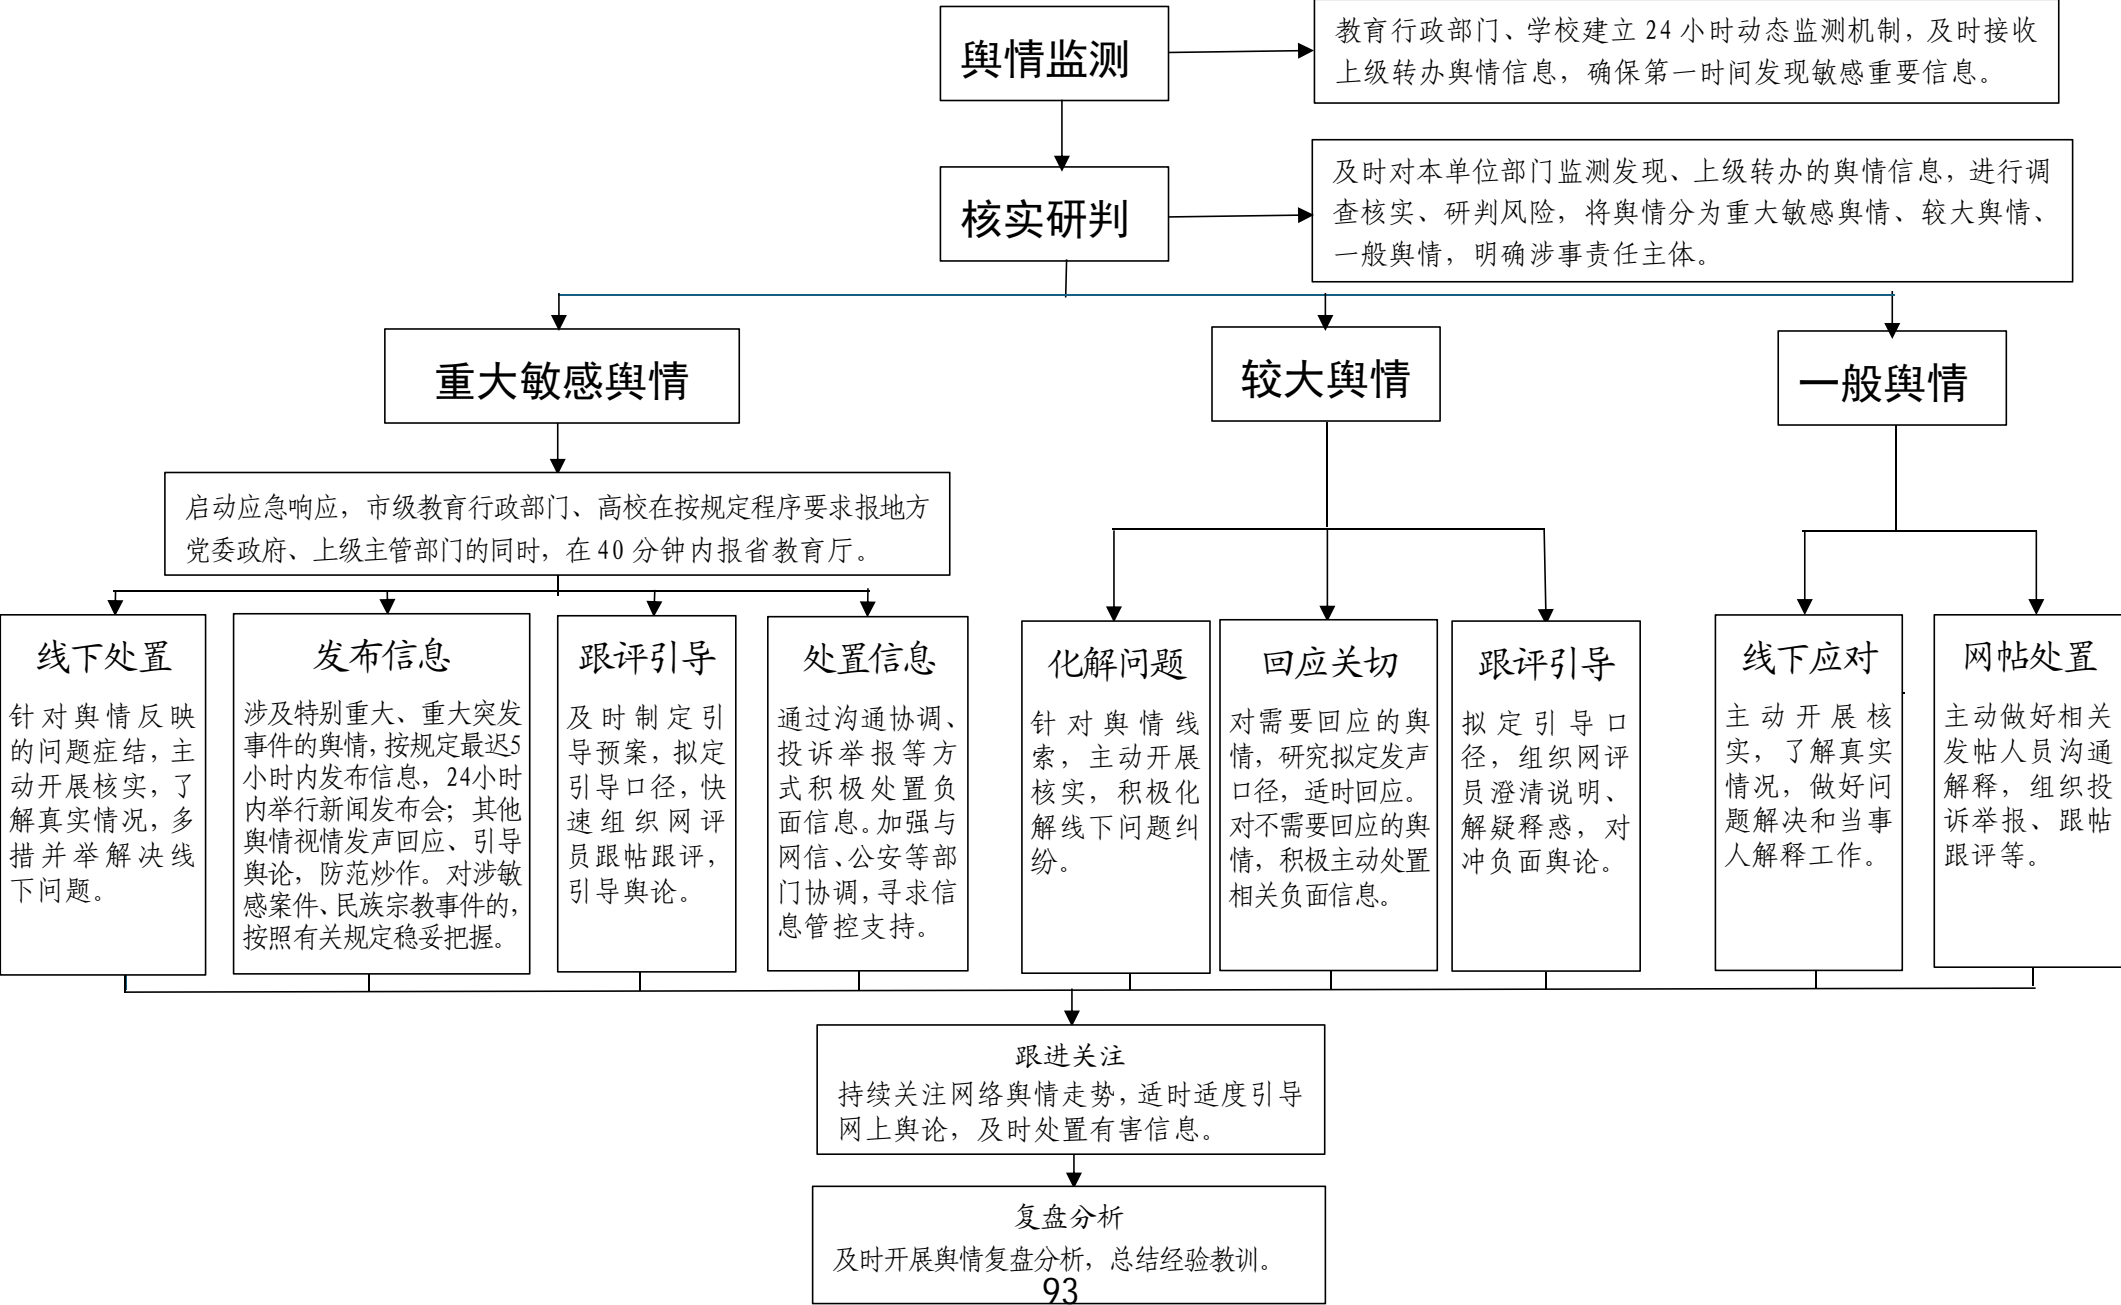 舆情监测
教育行政部门、学校建立 24 小时动态监测机制，及时接收
上级转办舆情信息，确保第一时间发现敏感重要信息。
核实研判
及时对本单位部门监测发现、上级转办的舆情信息，进行调
查核实、研判风险，将舆情分为重大敏感舆情、较大舆情、
一般舆情，明确涉事责任主体。
重大敏感舆情
较大舆情
一般舆情
启动应急响应，市级教育行政部门、高校在按规定程序要求报地方
党委政府、上级主管部门的同时，在 40 分钟内报省教育厅。
线下处置
针对舆情反映
的问题症结，主
动开展核实，了
解真实情况，多
措并举解决线
下问题。
发布信息
涉及特别重大、重大突发
事件的舆情，按规定最迟5
小时内发布信息，24小时
内举行新闻发布会；其他
舆情视情发声回应、引导
舆论，防范炒作。对涉敏
感案件、民族宗教事件的，
按照有关规定稳妥把握。
跟评引导
及时制定引
导预案，拟定
引导口径，快
速组织网评
员跟帖跟评，
引导舆论。
处置信息
通过沟通协调、
投诉举报等方
式积极处置负
面信息。加强与
网信、公安等部
门协调，寻求信
息管控支持。
化解问题
针对舆情线
索，主动开展
核实，积极化
解线下问题纠
纷。
回应关切
对需要回应的舆
情，研究拟定发声
口径，适时回应。
对不需要回应的舆
情，积极主动处置
相关负面信息。
跟评引导
拟定引导口
径，组织网评
员澄清说明、
解疑释惑，对
冲负面舆论。
线下应对
主动开展核
实，了解真实
情况，做好问
题解决和当事
人解释工作。
网帖处置
主动做好相关
发帖人员沟通
解释，组织投
诉举报、跟帖
跟评等。
跟进关注
持续关注网络舆情走势，适时适度引导
网上舆论，及时处置有害信息。
复盘分析
及时开展舆情复盘分析，总结经验教训。
93